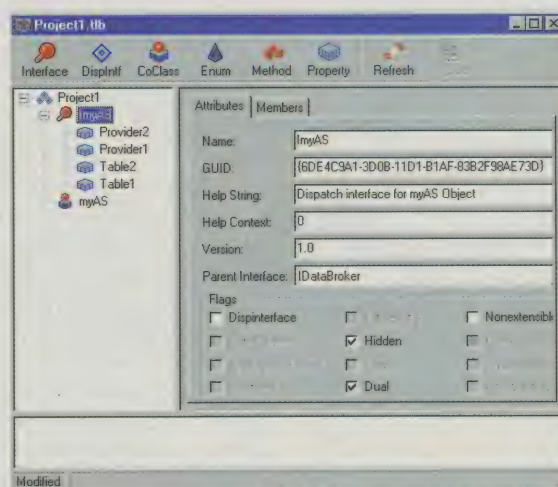 Project1.tlb
Interface DispIntf CoClass Enum Method Property Refresh
Project1
ImyAS
Provider2
Provider1
Table2
Table1
myAS
Attributes Members
Name: ImyAS
GUID: {6DE4C9A1-3D0B-11D1-B1AF-83B2F98AE73D}
Help String: Dispatch interface for myAS Object
Help Context: 0
Version: 1.0
Parent Interface: IDataBroker
Flags
Dispinterface Nonextensible
Hidden
Dual
Modified